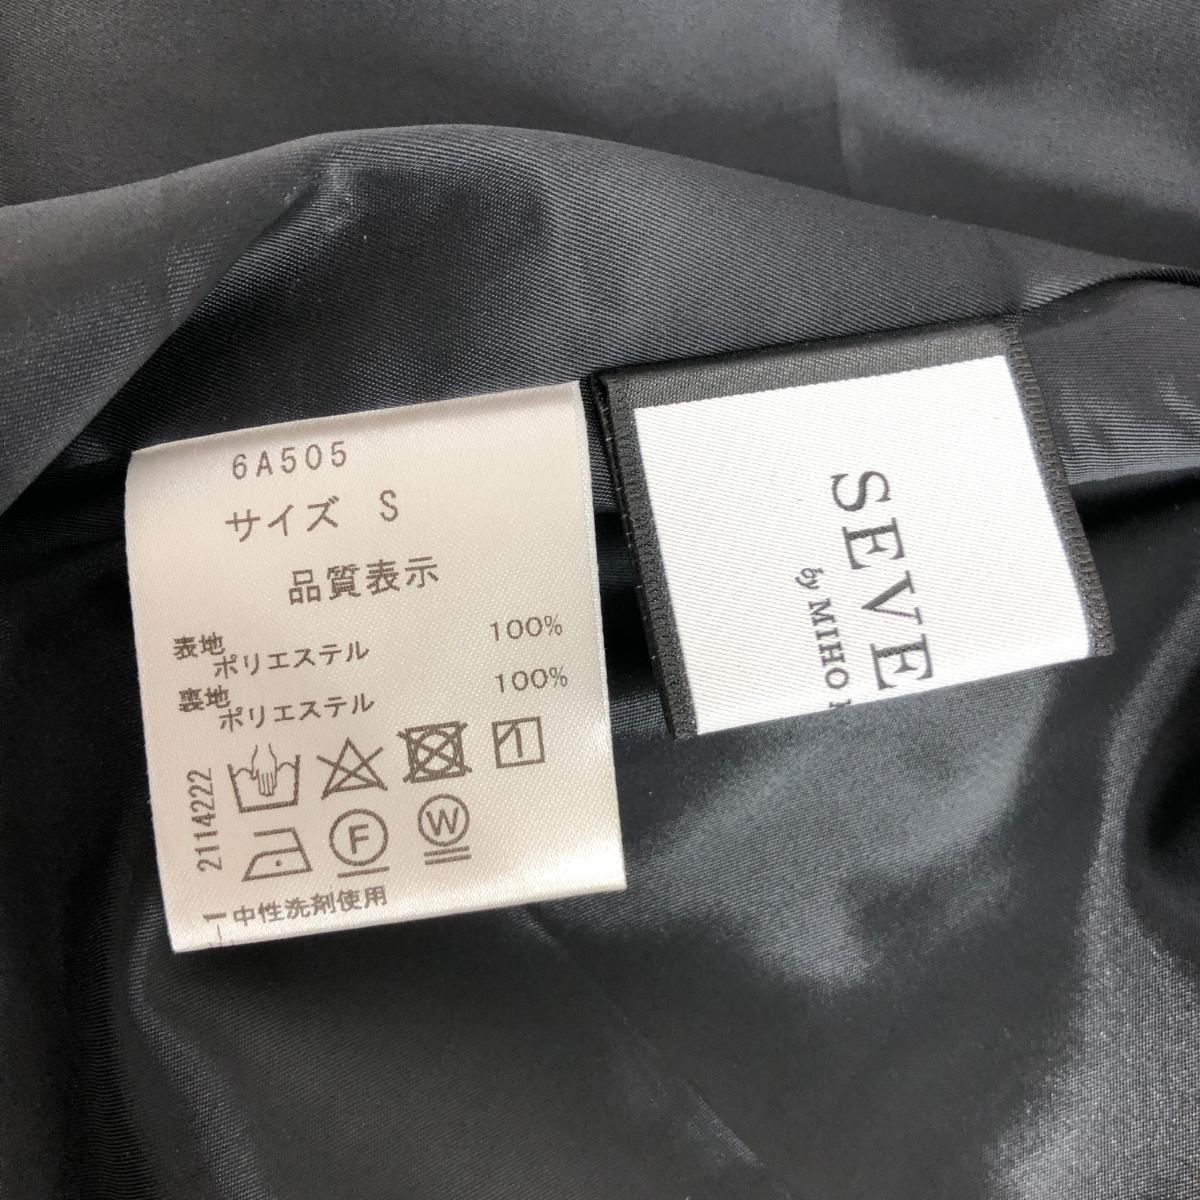 6A505
サイズ S
品質表示
表地
ポリエステル 100%
裏地
ポリエステル 100%
F W
2114222
-1 中性洗剤使用
SEVE
by MIHO